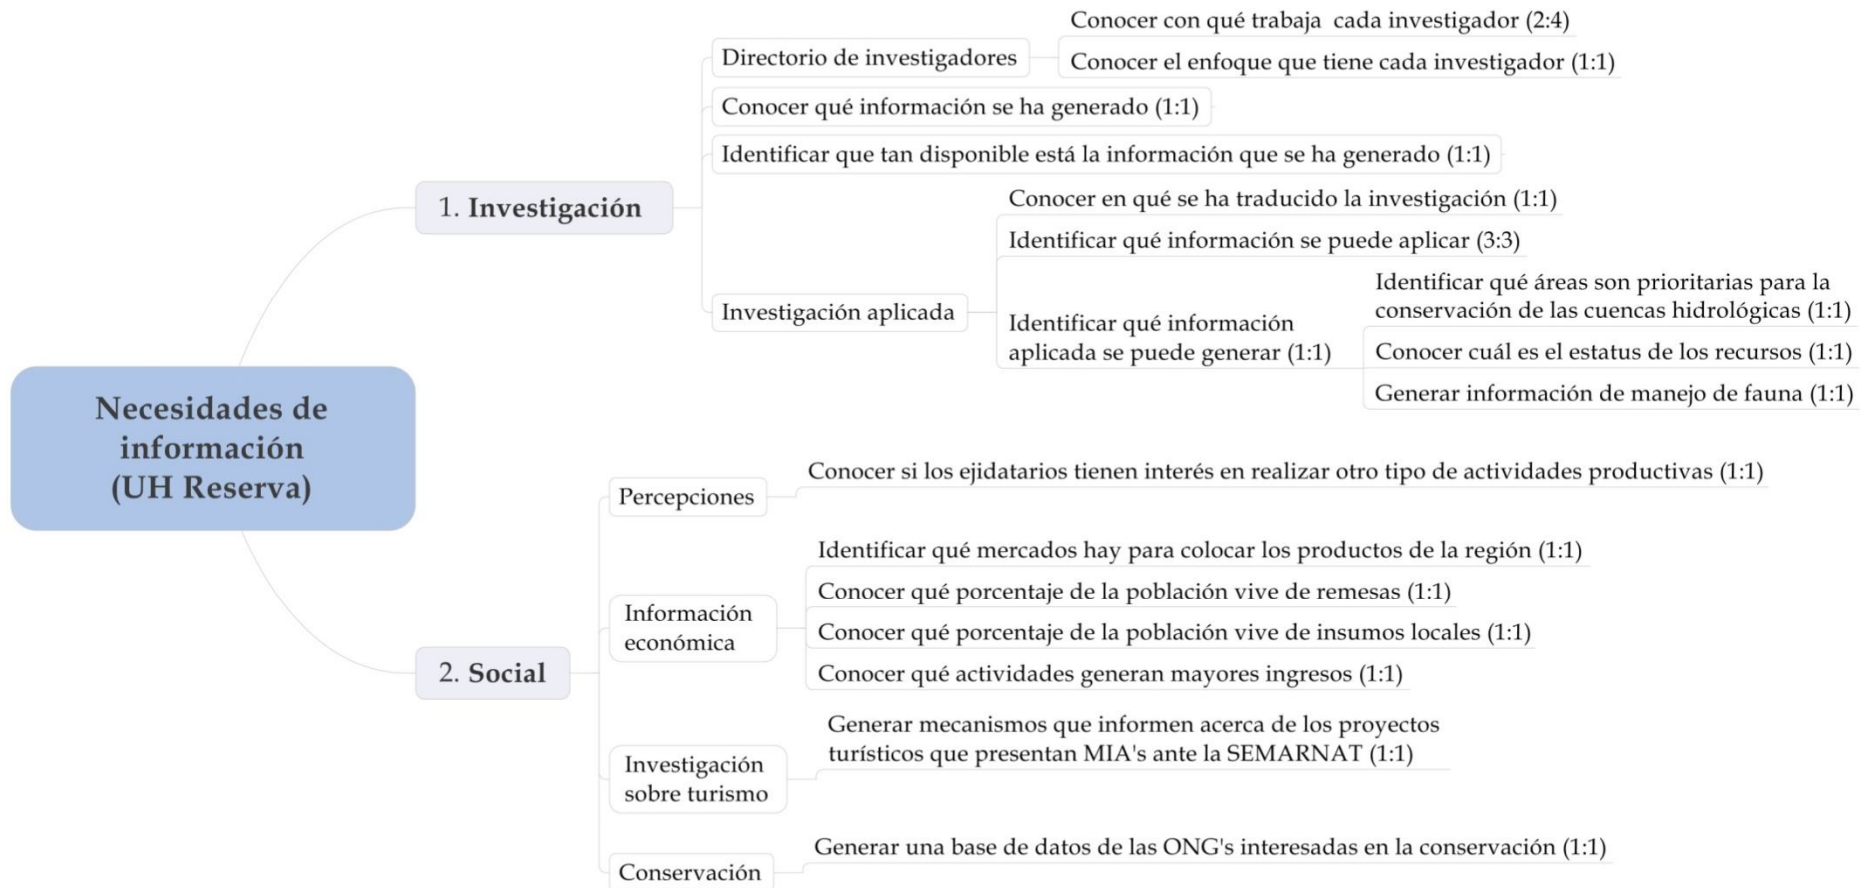 Necesidades de
información
(UH Reserva)
1. Investigación
Directorio de investigadores
Conocer con qué trabaja cada investigador (2:4)
Conocer el enfoque que tiene cada investigador (1:1)
Conocer qué información se ha generado (1:1)
Identificar que tan disponible está la información que se ha generado (1:1)
Investigación aplicada
Conocer en qué se ha traducido la investigación (1:1)
Identificar qué información se puede aplicar (3:3)
Identificar qué información
aplicada se puede generar (1:1)
Identificar qué áreas son prioritarias para la
conservación de las cuencas hidrológicas (1:1)
Conocer cuál es el estatus de los recursos (1:1)
Generar información de manejo de fauna (1:1)
2. Social
Percepciones
Conocer si los ejidatarios tienen interés en realizar otro tipo de actividades productivas (1:1)
Información
económica
Identificar qué mercados hay para colocar los productos de la región (1:1)
Conocer qué porcentaje de la población vive de remesas (1:1)
Conocer qué porcentaje de la población vive de insumos locales (1:1)
Conocer qué actividades generan mayores ingresos (1:1)
Investigación
sobre turismo
Generar mecanismos que informen acerca de los proyectos
turísticos que presentan MIA's ante la SEMARNAT (1:1)
Conservación
Generar una base de datos de las ONG's interesadas en la conservación (1:1)